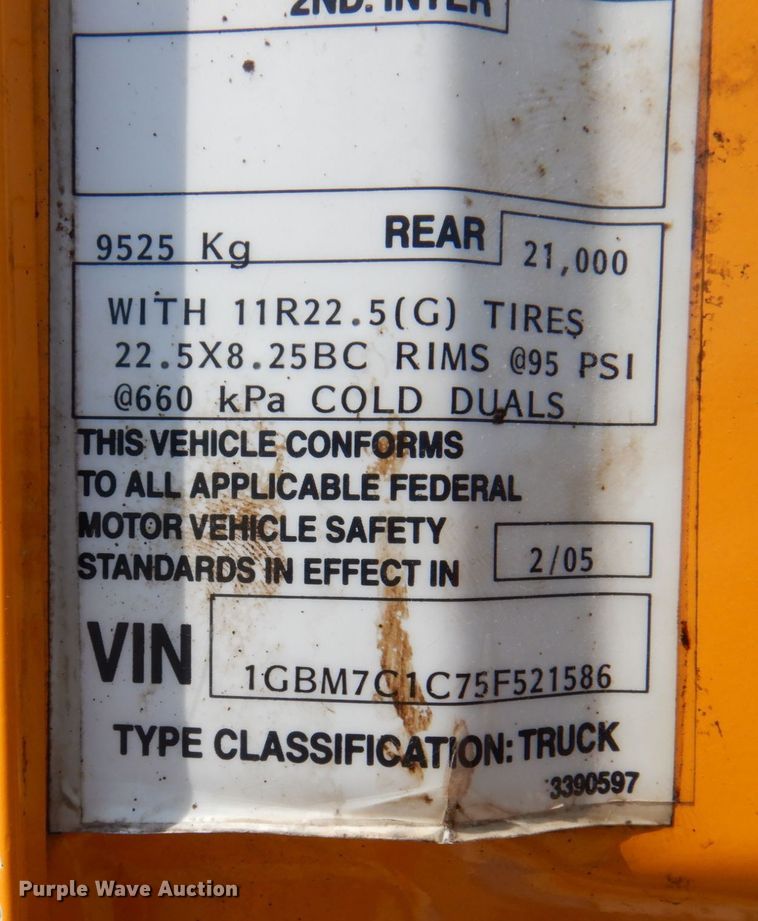 2ND. INTER
9525 Kg REAR 21,000
WITH 11R22.5(G) TIRES
22.5X8.25BC RIMS @95 PSI
@660 kPa COLD DUALS
THIS VEHICLE CONFORMS
TO ALL APPLICABLE FEDERAL
MOTOR VEHICLE SAFETY
STANDARDS IN EFFECT IN 2/05
VIN 1GBM7C1C75F521586
TYPE CLASSIFICATION: TRUCK
3390597
Purple Wave Auction